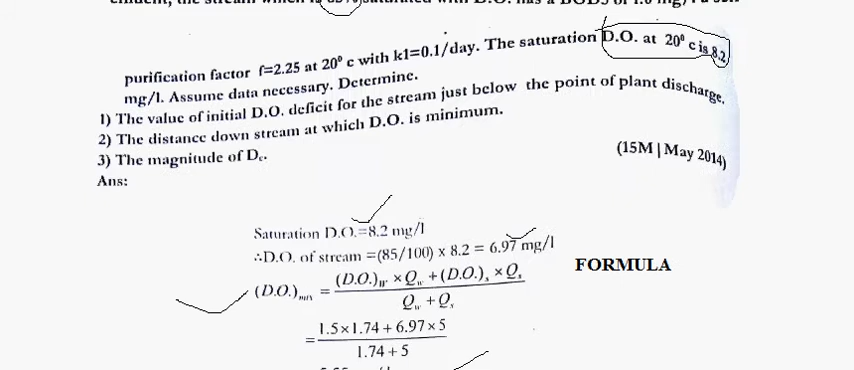 purification factor f=2.25 at 20° c with k1=0.1/day. The saturation D.O. at 20° c is 8.2
mg/l. Assume data necessary. Determine.
1) The value of initial D.O. deficit for the stream just below the point of plant discharge.
2) The distance down stream at which D.O. is minimum.
3) The magnitude of Dc.
(15M | May 2014)
Ans:
Saturation D.O.=8.2 mg/l
∴D.O. of stream =(85/100) x 8.2 = 6.97 mg/l
FORMULA
(D.O.)mix = (D.O.)w × Qw + (D.O.)s × Qs / Qw + Qs
= 1.5×1.74 + 6.97×5 / 1.74 + 5